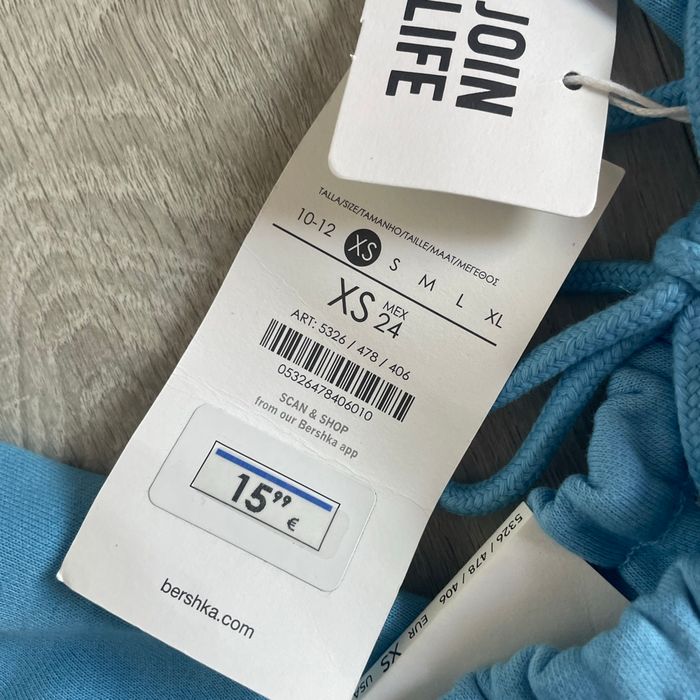 JOIN
LIFE
TALLA/SIZE/TAMANHO/TAILLE/MAAT/ΜΕΓΕΘΟΣ
10-12 XS S M L XL
XS MEX 24
ART: 5326 / 478 / 406
05326478406010
SCAN & SHOP
from our Bershka app
15⁹⁹ €
bershka.com
5326 / 478 / 406 EUR XS USA